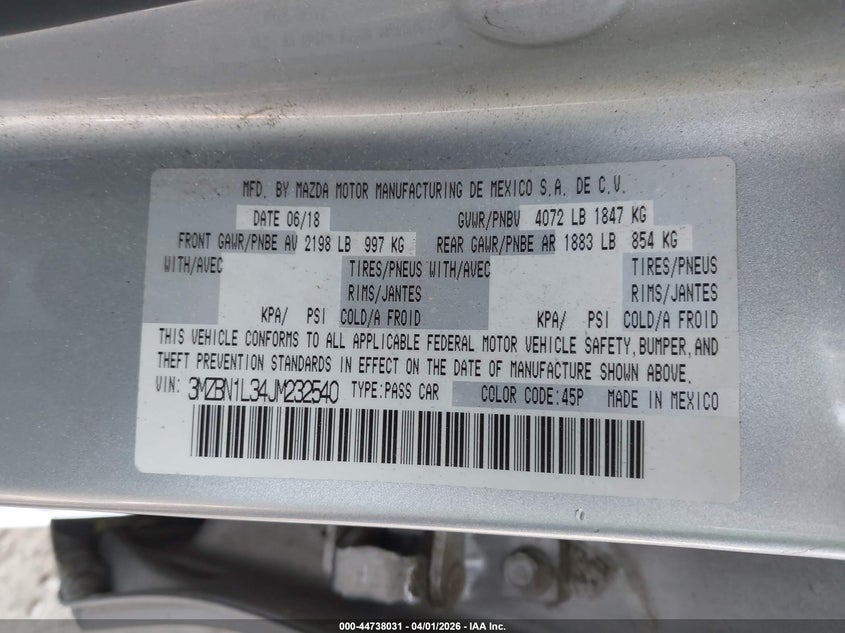 MFD. BY MAZDA MOTOR MANUFACTURING DE MEXICO S.A. DE C.V.
DATE 06/18 GVWR/PNBV 4072 LB 1847 KG
FRONT GAWR/PNBE AV 2198 LB 997 KG REAR GAWR/PNBE AR 1883 LB 854 KG
WITH/AVEC TIRES/PNEUS WITH/AVEC TIRES/PNEUS
RIMS/JANTES RIMS/JANTES
KPA/ PSI COLD/A FROID KPA/ PSI COLD/A FROID
THIS VEHICLE CONFORMS TO ALL APPLICABLE FEDERAL MOTOR VEHICLE SAFETY, BUMPER, AND
THEFT PREVENTION STANDARDS IN EFFECT ON THE DATE OF MANUFACTURE SHOWN ABOVE.
VIN: 3MZBN1L34JM232540 TYPE:PASS CAR COLOR CODE:45P MADE IN MEXICO
000-44738031 - 04/01/2026 - IAA Inc.